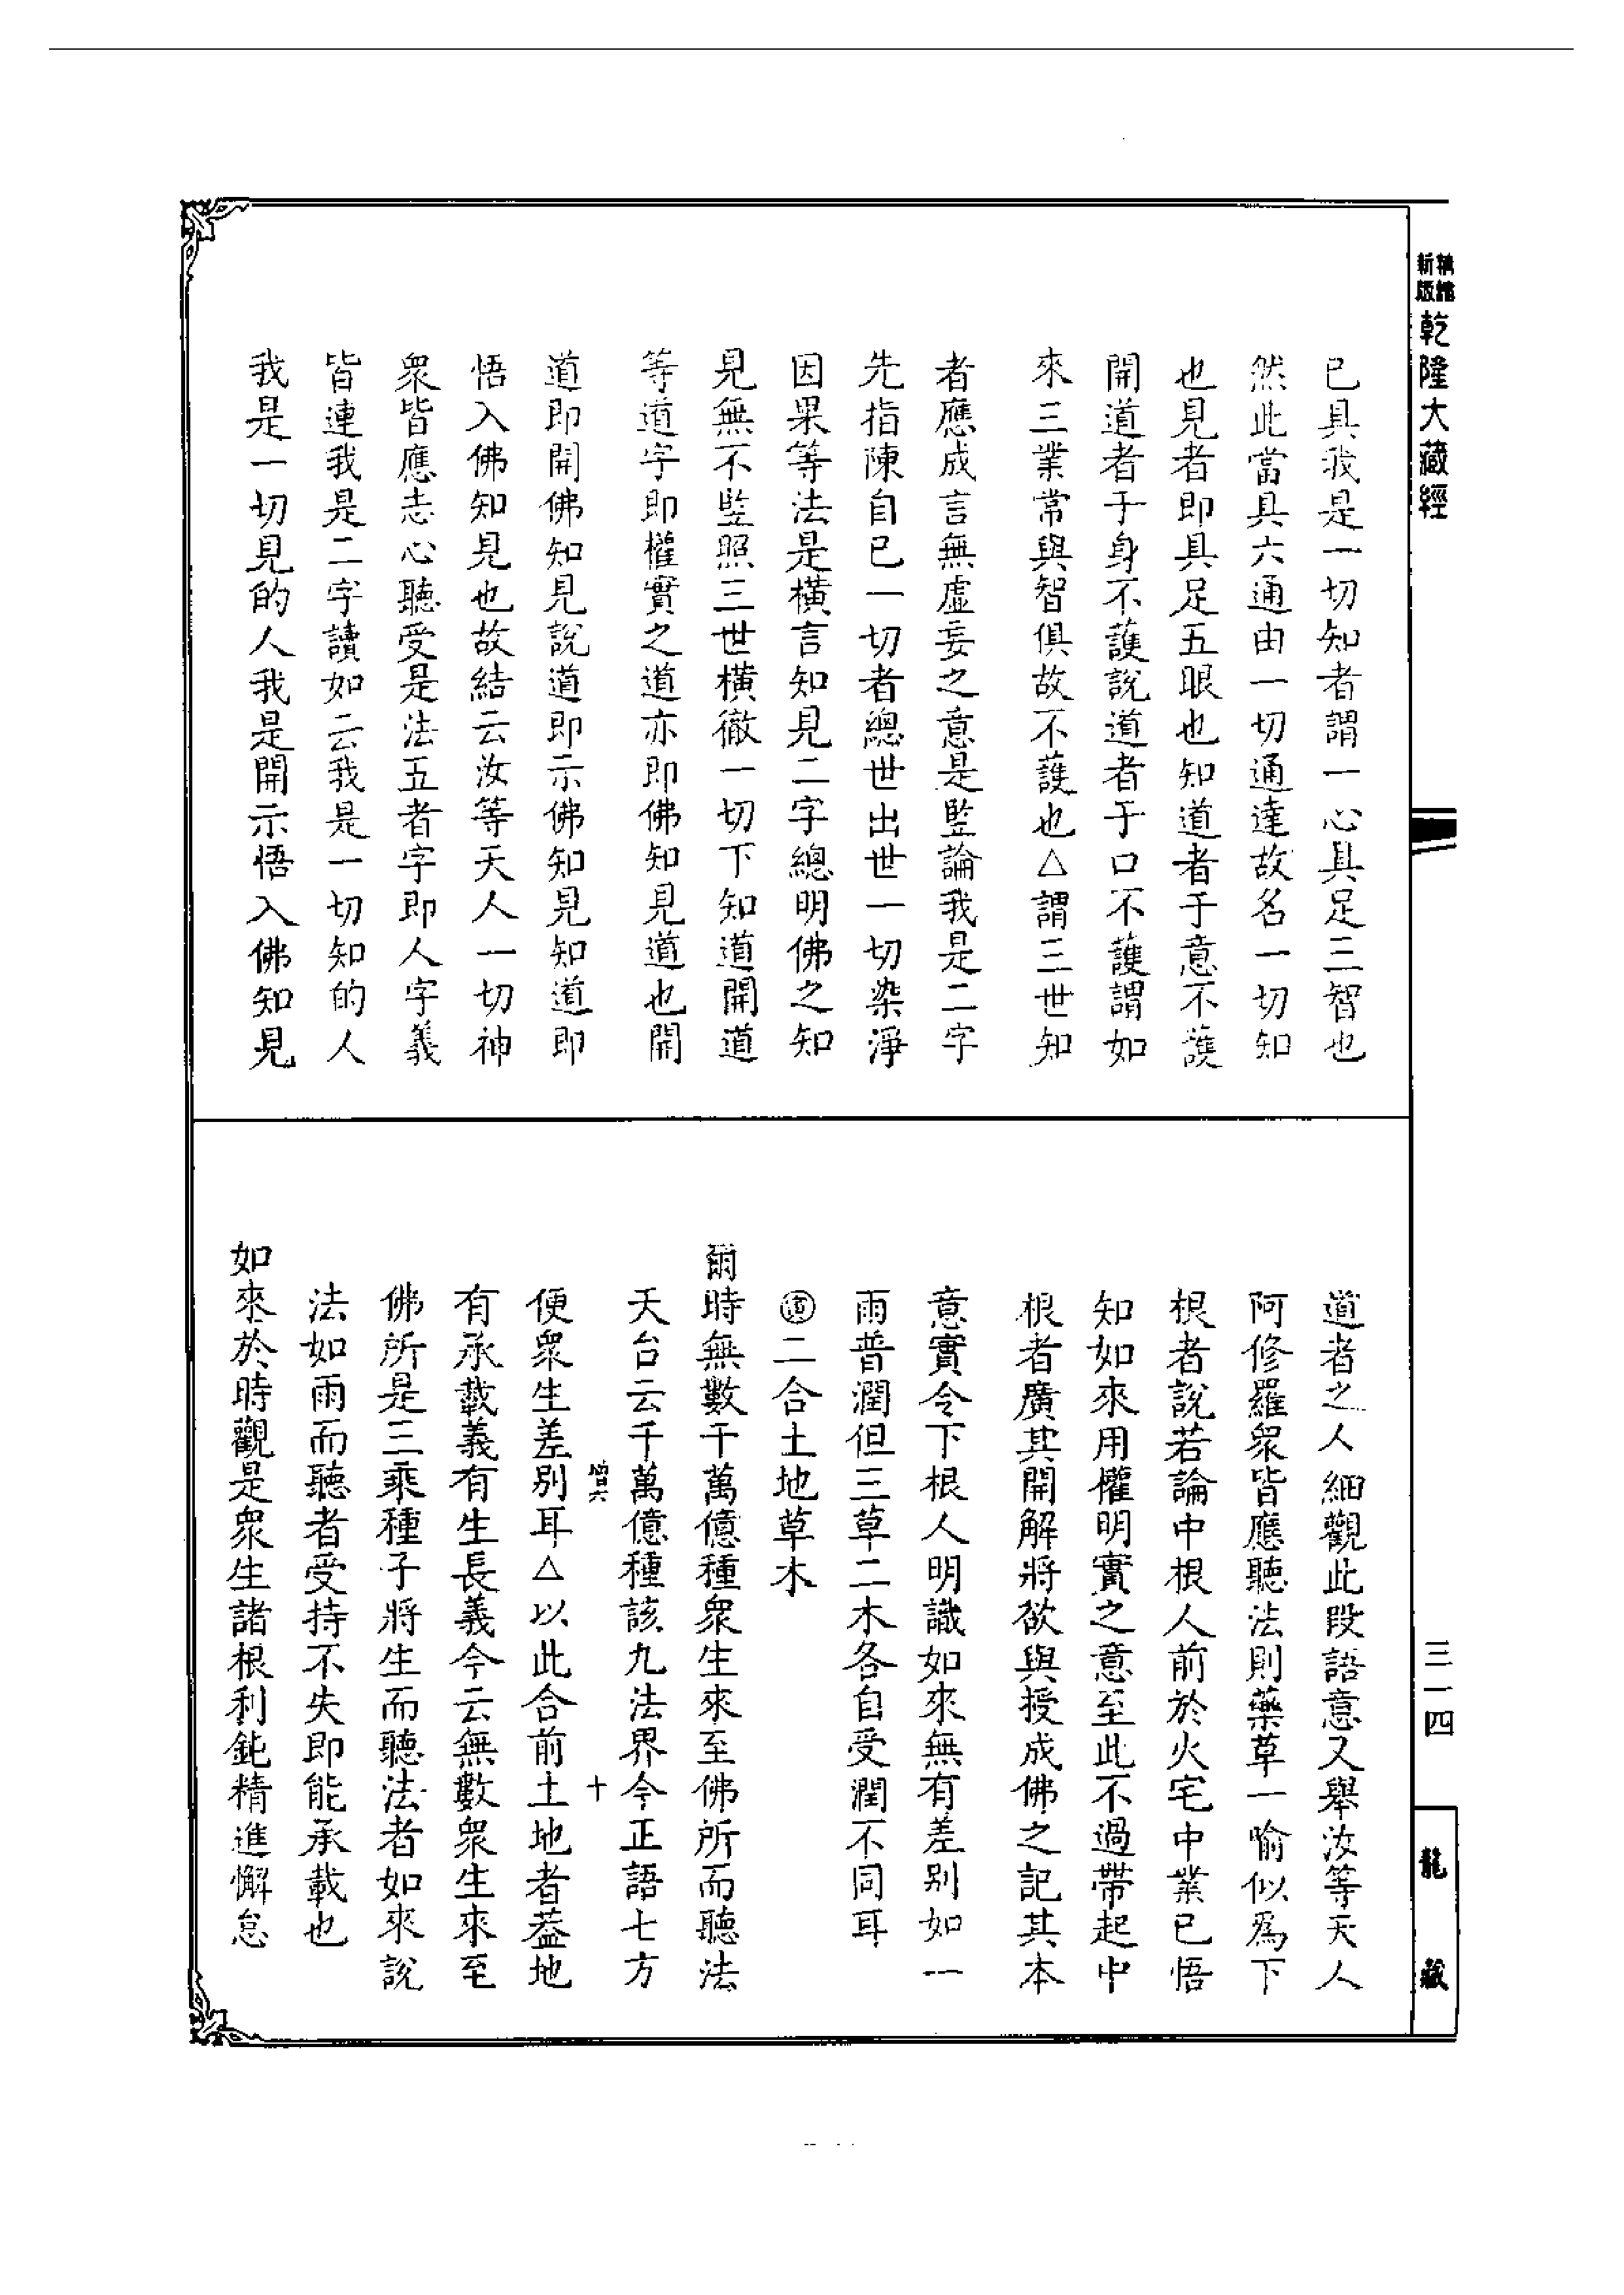 精縮
新版
乾隆大藏經
已具我是一切知者謂一心具足三智也
然此當具六通由一切通達故名一切知
也見者即具足五眼也知道者于意不護
開道者于身不護說道者于口不護謂如
來三業常與智俱故不護也△謂三世知
者應成言無虛妄之意是監論我是二字
先指陳自已一切者總世出世一切染淨
因果等法是橫言知見二字總明佛之知
見無不監照三世橫徹一切下知道開道
等道字即權實之道亦即佛知見道也開
道即開佛知見說道即示佛知見知道即
悟入佛知見也故結云汝等天人一切神
眾皆應志心聽受是法五者字即人字義
皆連我是二字讀如云我是一切知的人
我是一切見的人我是開示悟入佛知見
道者之人細觀此段語意又舉汝等天人
阿修羅眾皆應聽法則藥草一喻似為下
根者說若論中根人前於火宅中業已悟
知如來用權明實之意至此不過帶起中
根者廣其開解將欲與授成佛之記其本
意實令下根人明識如來無有差別如一
雨普潤但三草二木各自受潤不同耳
二合土地草木
爾時無數千萬億種眾生來至佛所而聽法
天台云千萬億種該九法界今正語七方
十
便眾生差別耳△以此合前土地者蓋地
有承載義有生長義今云無數眾生來至
佛所是三乘種子將生而聽法者如來說
法如雨而聽者受持不失即能承載也
如來於時觀是眾生諸根利鈍精進懈怠
三一四
龍藏